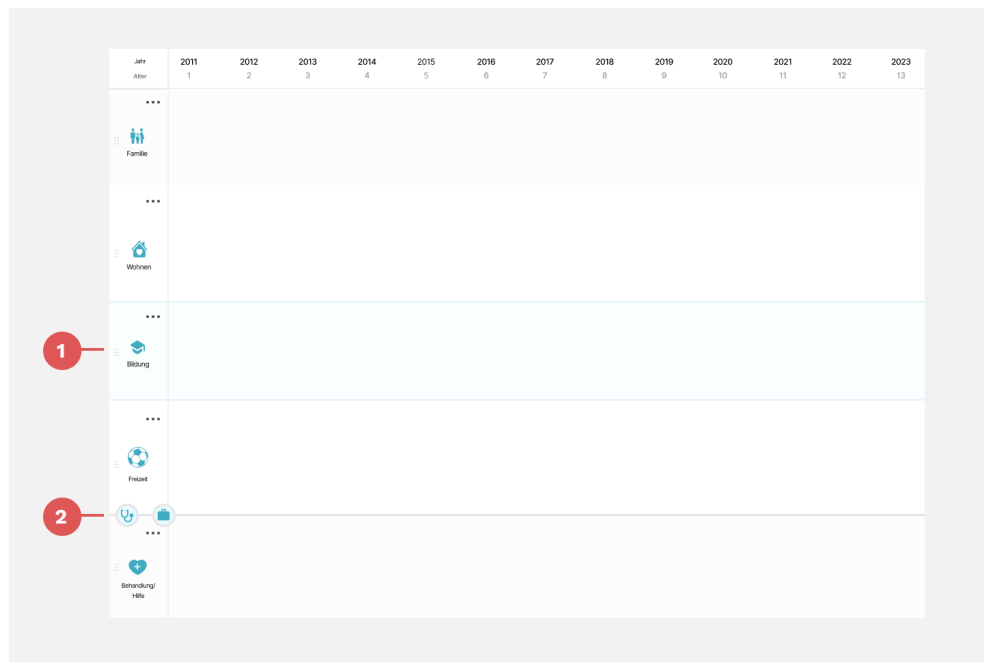 Jahr 2011 2012 2013 2014 2015 2016 2017 2018 2019 2020 2021 2022 2023
Alter 1 2 3 4 5 6 7 8 9 10 11 12 13
Familie
Wohnen
1
Bildung
Freizeit
2
Behandlung/
Hilfe